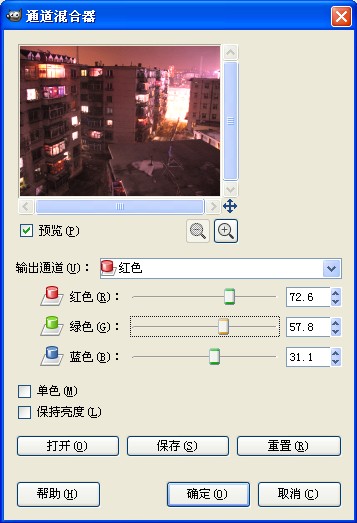 通道混合器
预览(P)
输出通道(U)： 红色
红色(R)： 72.6
绿色(G)： 57.8
蓝色(B)： 31.1
单色(M)
保持亮度(L)
打开(O) 保存(S) 重置(R)
帮助(H) 确定(O) 取消(C)